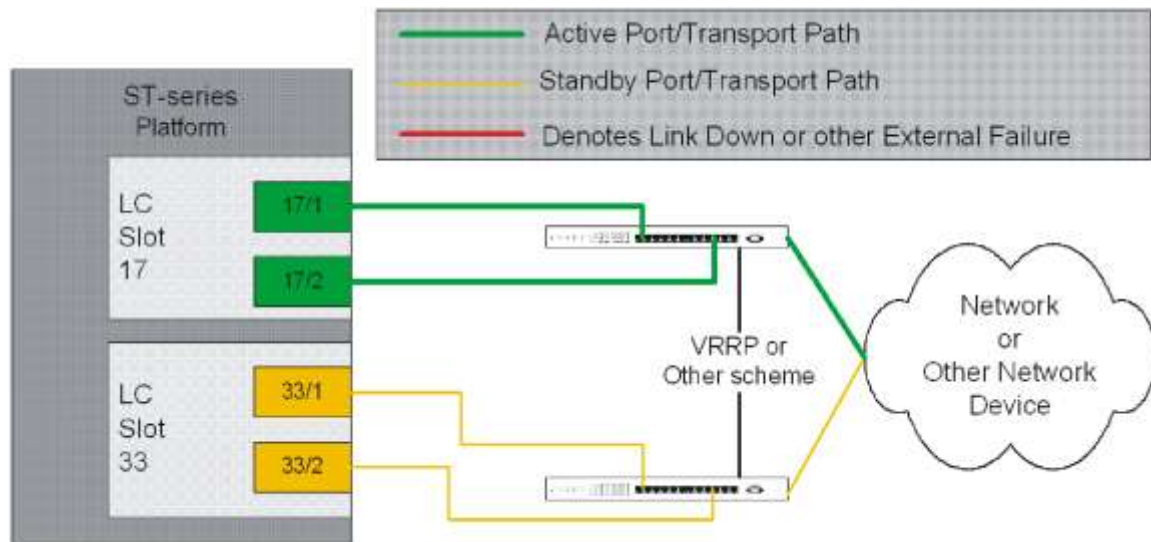 Active Port/Transport Path
Standby Port/Transport Path
Denotes Link Down or other External Failure
ST-series
Platform
LC
Slot
17
17/1
17/2
LC
Slot
33
33/1
33/2
VRRP or
Other scheme
Network
or
Other Network
Device